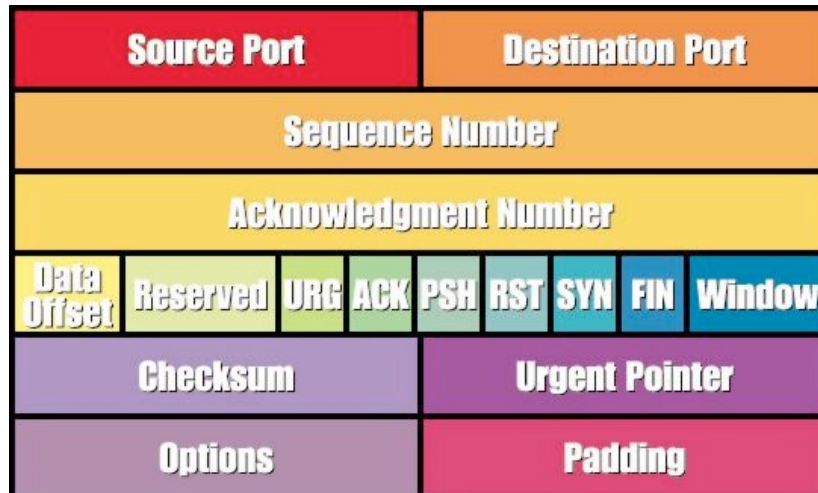 Source Port Destination Port
Sequence Number
Acknowledgment Number
Data
Offset Reserved URG ACK PSH RST SYN FIN Window
Checksum Urgent Pointer
Options Padding